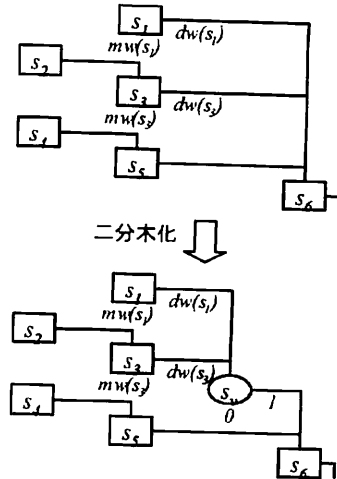 s₁ dw(s₁)
mw(s₁)
s₂
s₃ dw(s₃)
mw(s₃)
s₄
s₅
s₆
二分木化
s₁ dw(s₁)
mw(s₁)
s₂
s₃ dw(s₃)
mw(s₃)
sᵥ 1
0
s₄
s₅
s₆